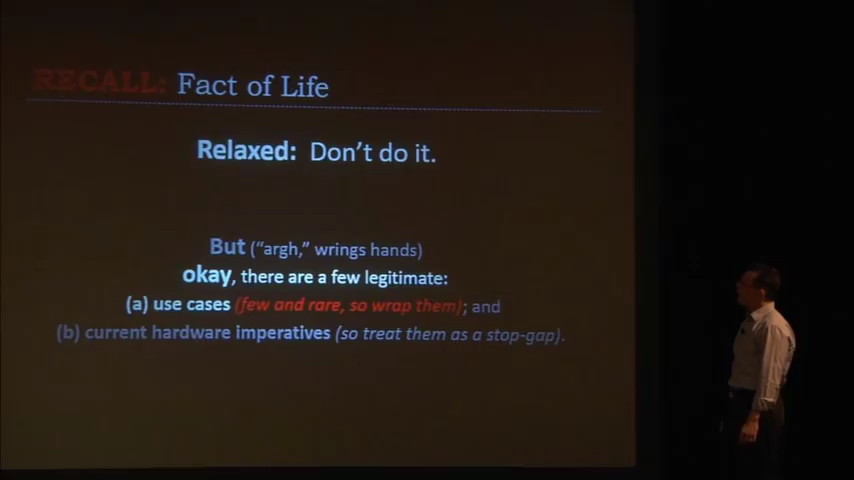 RECALL: Fact of Life
Relaxed: Don't do it.
But ("argh," wrings hands)
okay, there are a few legitimate:
(a) use cases (few and rare, so wrap them); and
(b) current hardware imperatives (so treat them as a stop-gap).